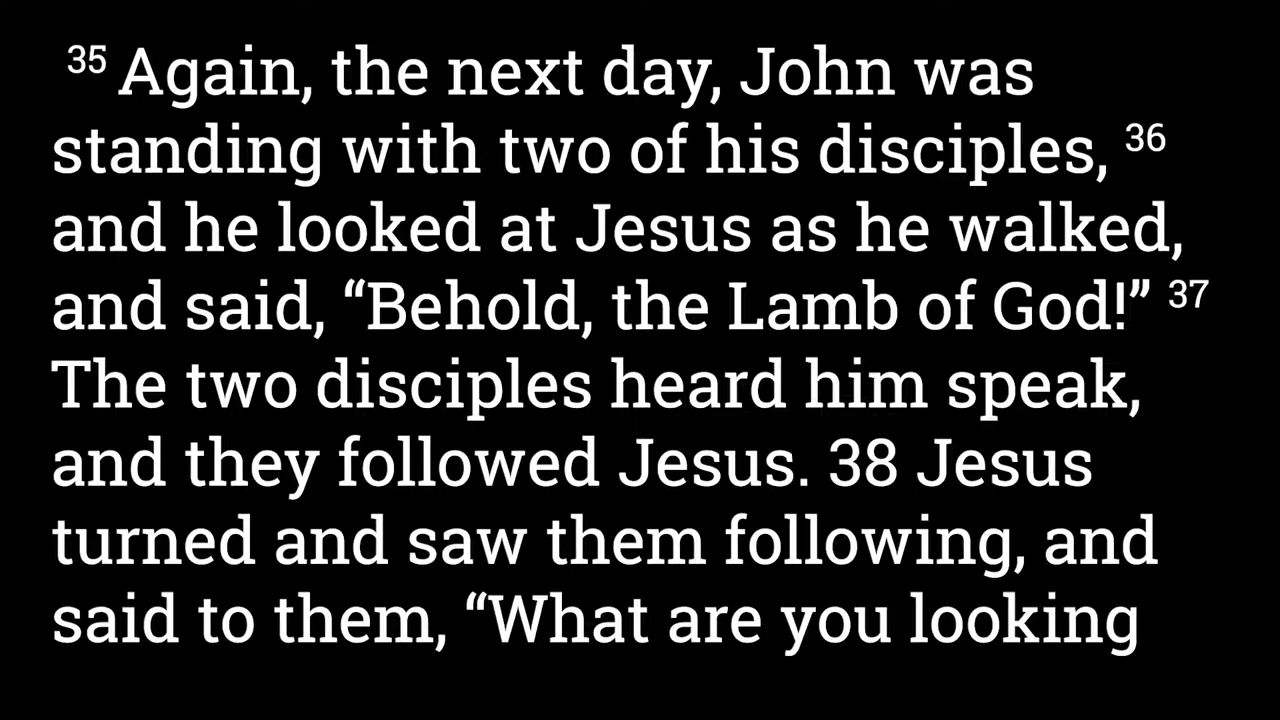 35 Again, the next day, John was
standing with two of his disciples, 36
and he looked at Jesus as he walked,
and said, “Behold, the Lamb of God!” 37
The two disciples heard him speak,
and they followed Jesus. 38 Jesus
turned and saw them following, and
said to them, “What are you looking